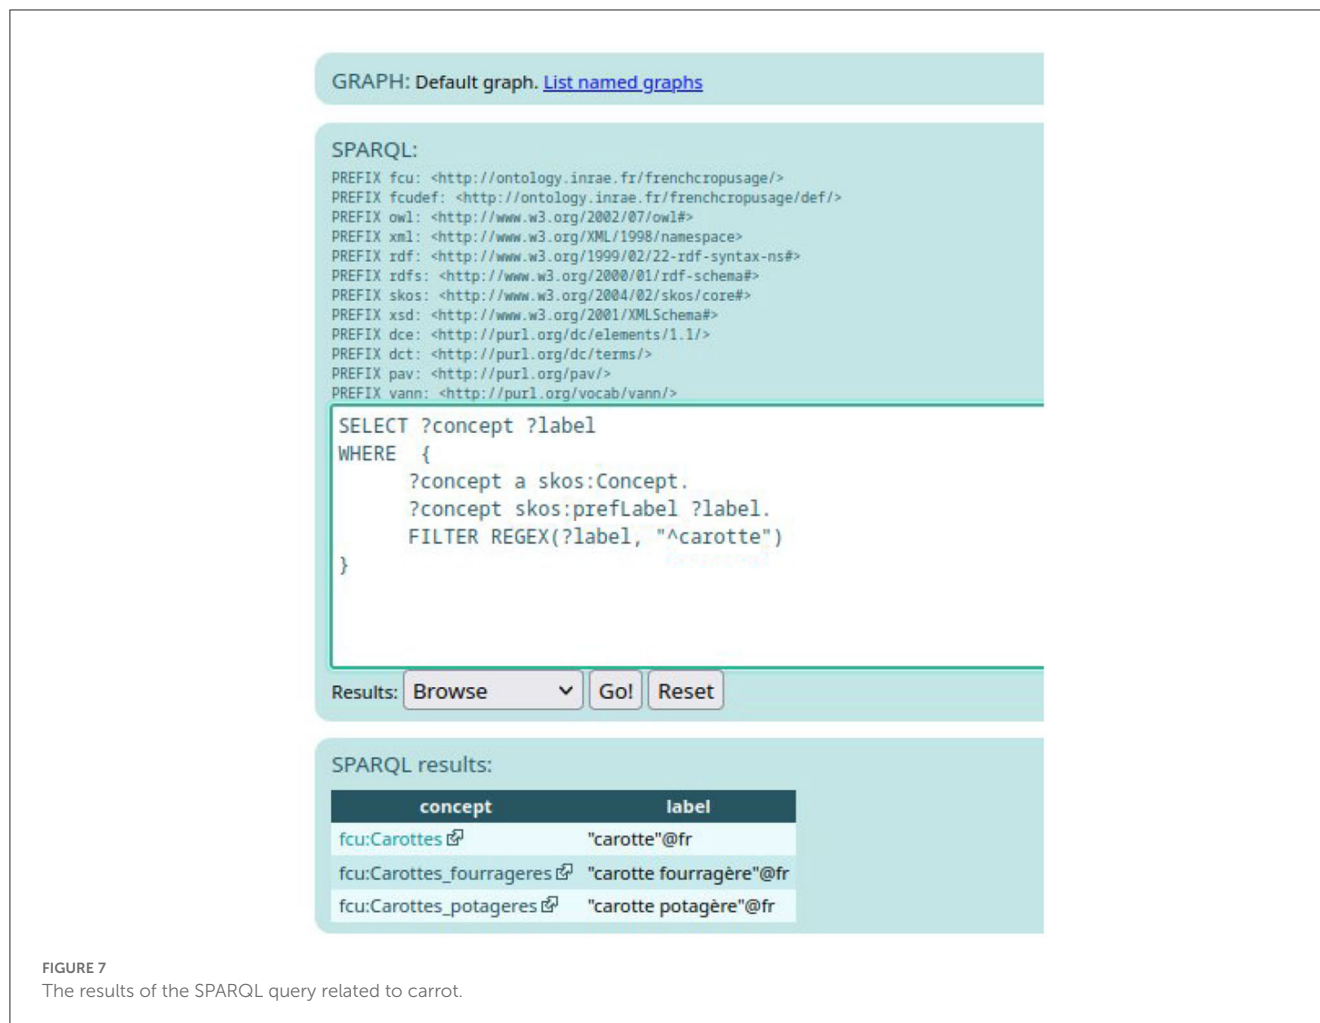 GRAPH: Default graph. List named graphs
SPARQL:
PREFIX fcu: <http://ontology.inrae.fr/frenchcropusage/>
PREFIX fcudef: <http://ontology.inrae.fr/frenchcropusage/def/>
PREFIX owl: <http://www.w3.org/2002/07/owl#>
PREFIX xml: <http://www.w3.org/XML/1998/namespace>
PREFIX rdf: <http://www.w3.org/1999/02/22-rdf-syntax-ns#>
PREFIX rdfs: <http://www.w3.org/2000/01/rdf-schema#>
PREFIX skos: <http://www.w3.org/2004/02/skos/core#>
PREFIX xsd: <http://www.w3.org/2001/XMLSchema#>
PREFIX dce: <http://purl.org/dc/elements/1.1/>
PREFIX dct: <http://purl.org/dc/terms/>
PREFIX pav: <http://purl.org/pav/>
PREFIX vann: <http://purl.org/vocab/vann/>
SELECT ?concept ?label
WHERE  {
?concept a skos:Concept.
?concept skos:prefLabel ?label.
FILTER REGEX(?label, "^carotte")
}
Results: Browse Go! Reset
SPARQL results:
concept label
fcu:Carottes "carotte"@fr
fcu:Carottes_fourrageres "carotte fourragère"@fr
fcu:Carottes_potageres "carotte potagère"@fr
FIGURE 7
The results of the SPARQL query related to carrot.